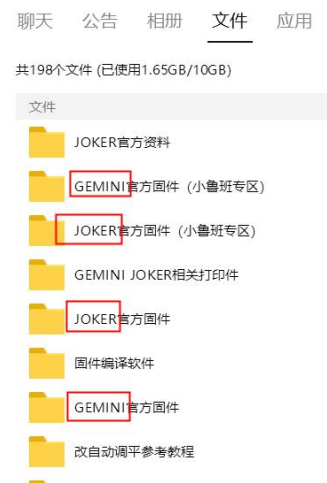 聊天 公告 相册 文件 应用
共198个文件 (已使用1.65GB/10GB)
文件
JOKER官方资料
GEMINI官方固件（小鲁班专区）
JOKER官方固件（小鲁班专区）
GEMINI JOKER相关打印件
JOKER官方固件
固件编译软件
GEMINI官方固件
改自动调平参考教程